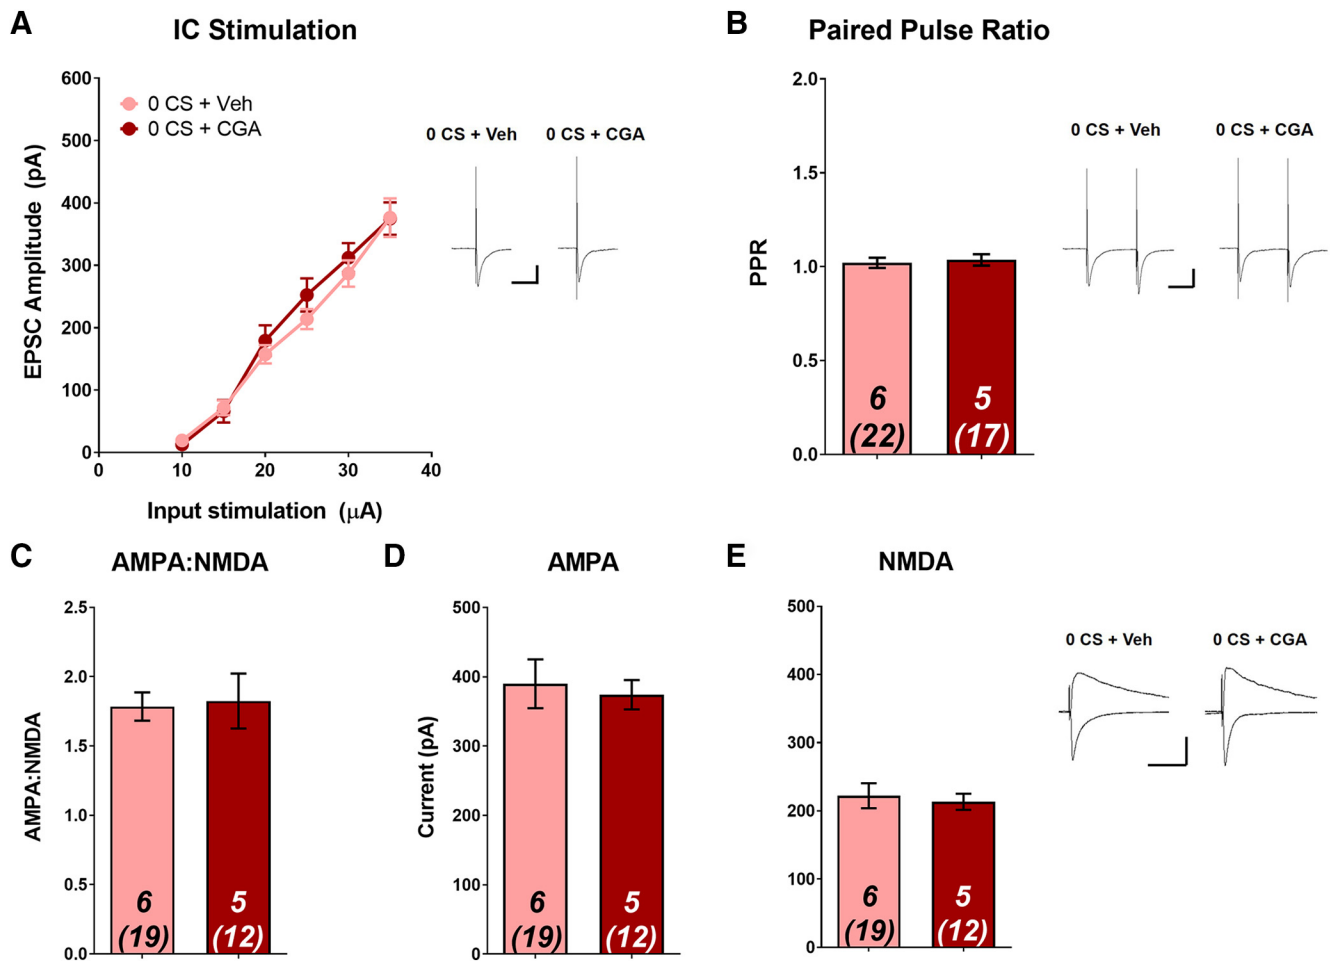 A
IC Stimulation
600
500
400
300
200
100
0
EPSC Amplitude (pA)
0 CS + Veh
0 CS + CGA
0
10
20
30
40
Input stimulation (μA)
0 CS + Veh
0 CS + CGA
B
Paired Pulse Ratio
2.0
1.5
1.0
0.5
0.0
PPR
6
(22)
5
(17)
0 CS + Veh
0 CS + CGA
C
AMPA:NMDA
2.5
2.0
1.5
1.0
0.5
0.0
AMPA:NMDA
6
(19)
5
(12)
D
AMPA
500
400
300
200
100
0
Current (pA)
6
(19)
5
(12)
E
NMDA
500
400
300
200
100
0
6
(19)
5
(12)
0 CS + Veh
0 CS + CGA